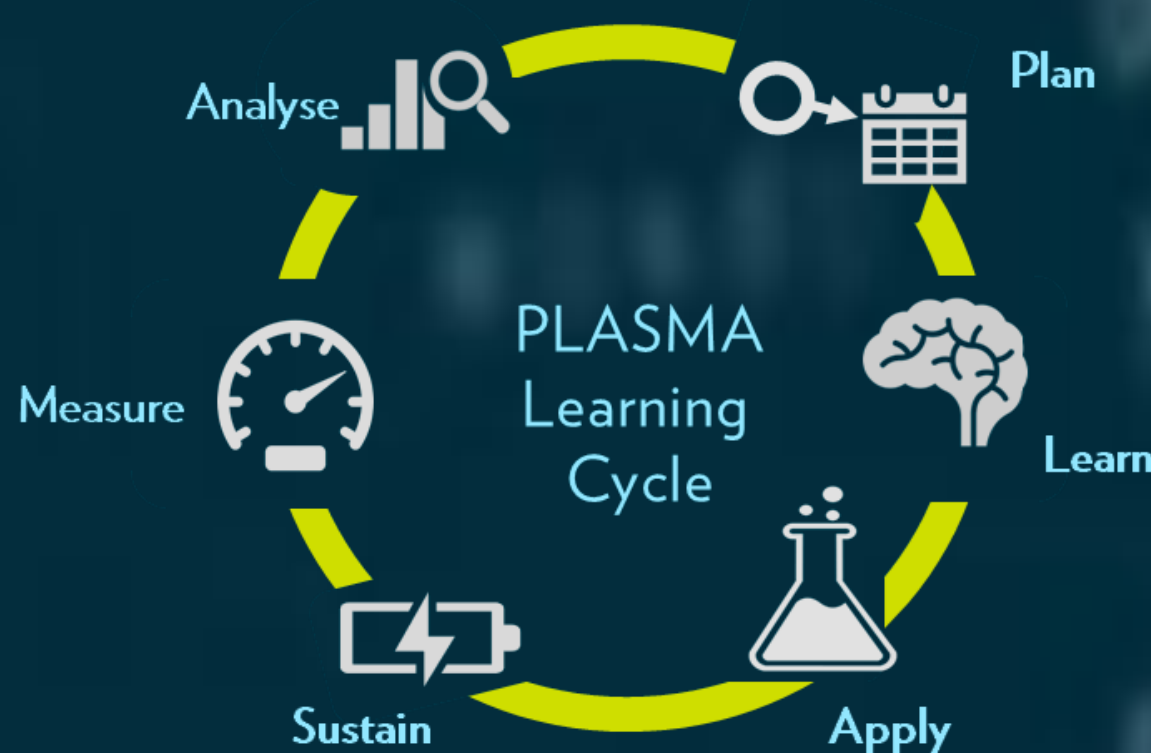 Analyse
Plan
PLASMA
Learning
Cycle
Measure
Learn
Sustain
Apply